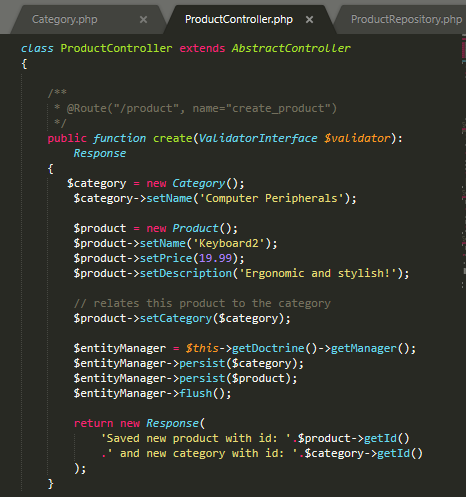 Category.php × ProductController.php × ProductRepository.php
class ProductController extends AbstractController
{
    /**
     * @Route("/product", name="create_product")
     */
    public function create(ValidatorInterface $validator):
        Response
    {
       $category = new Category();
        $category->setName('Computer Peripherals');

        $product = new Product();
        $product->setName('Keyboard2');
        $product->setPrice(19.99);
        $product->setDescription('Ergonomic and stylish!');

        // relates this product to the category
        $product->setCategory($category);

        $entityManager = $this->getDoctrine()->getManager();
        $entityManager->persist($category);
        $entityManager->persist($product);
        $entityManager->flush();

        return new Response(
            'Saved new product with id: '.$product->getId()
            .' and new category with id: '.$category->getId()
        );
    }